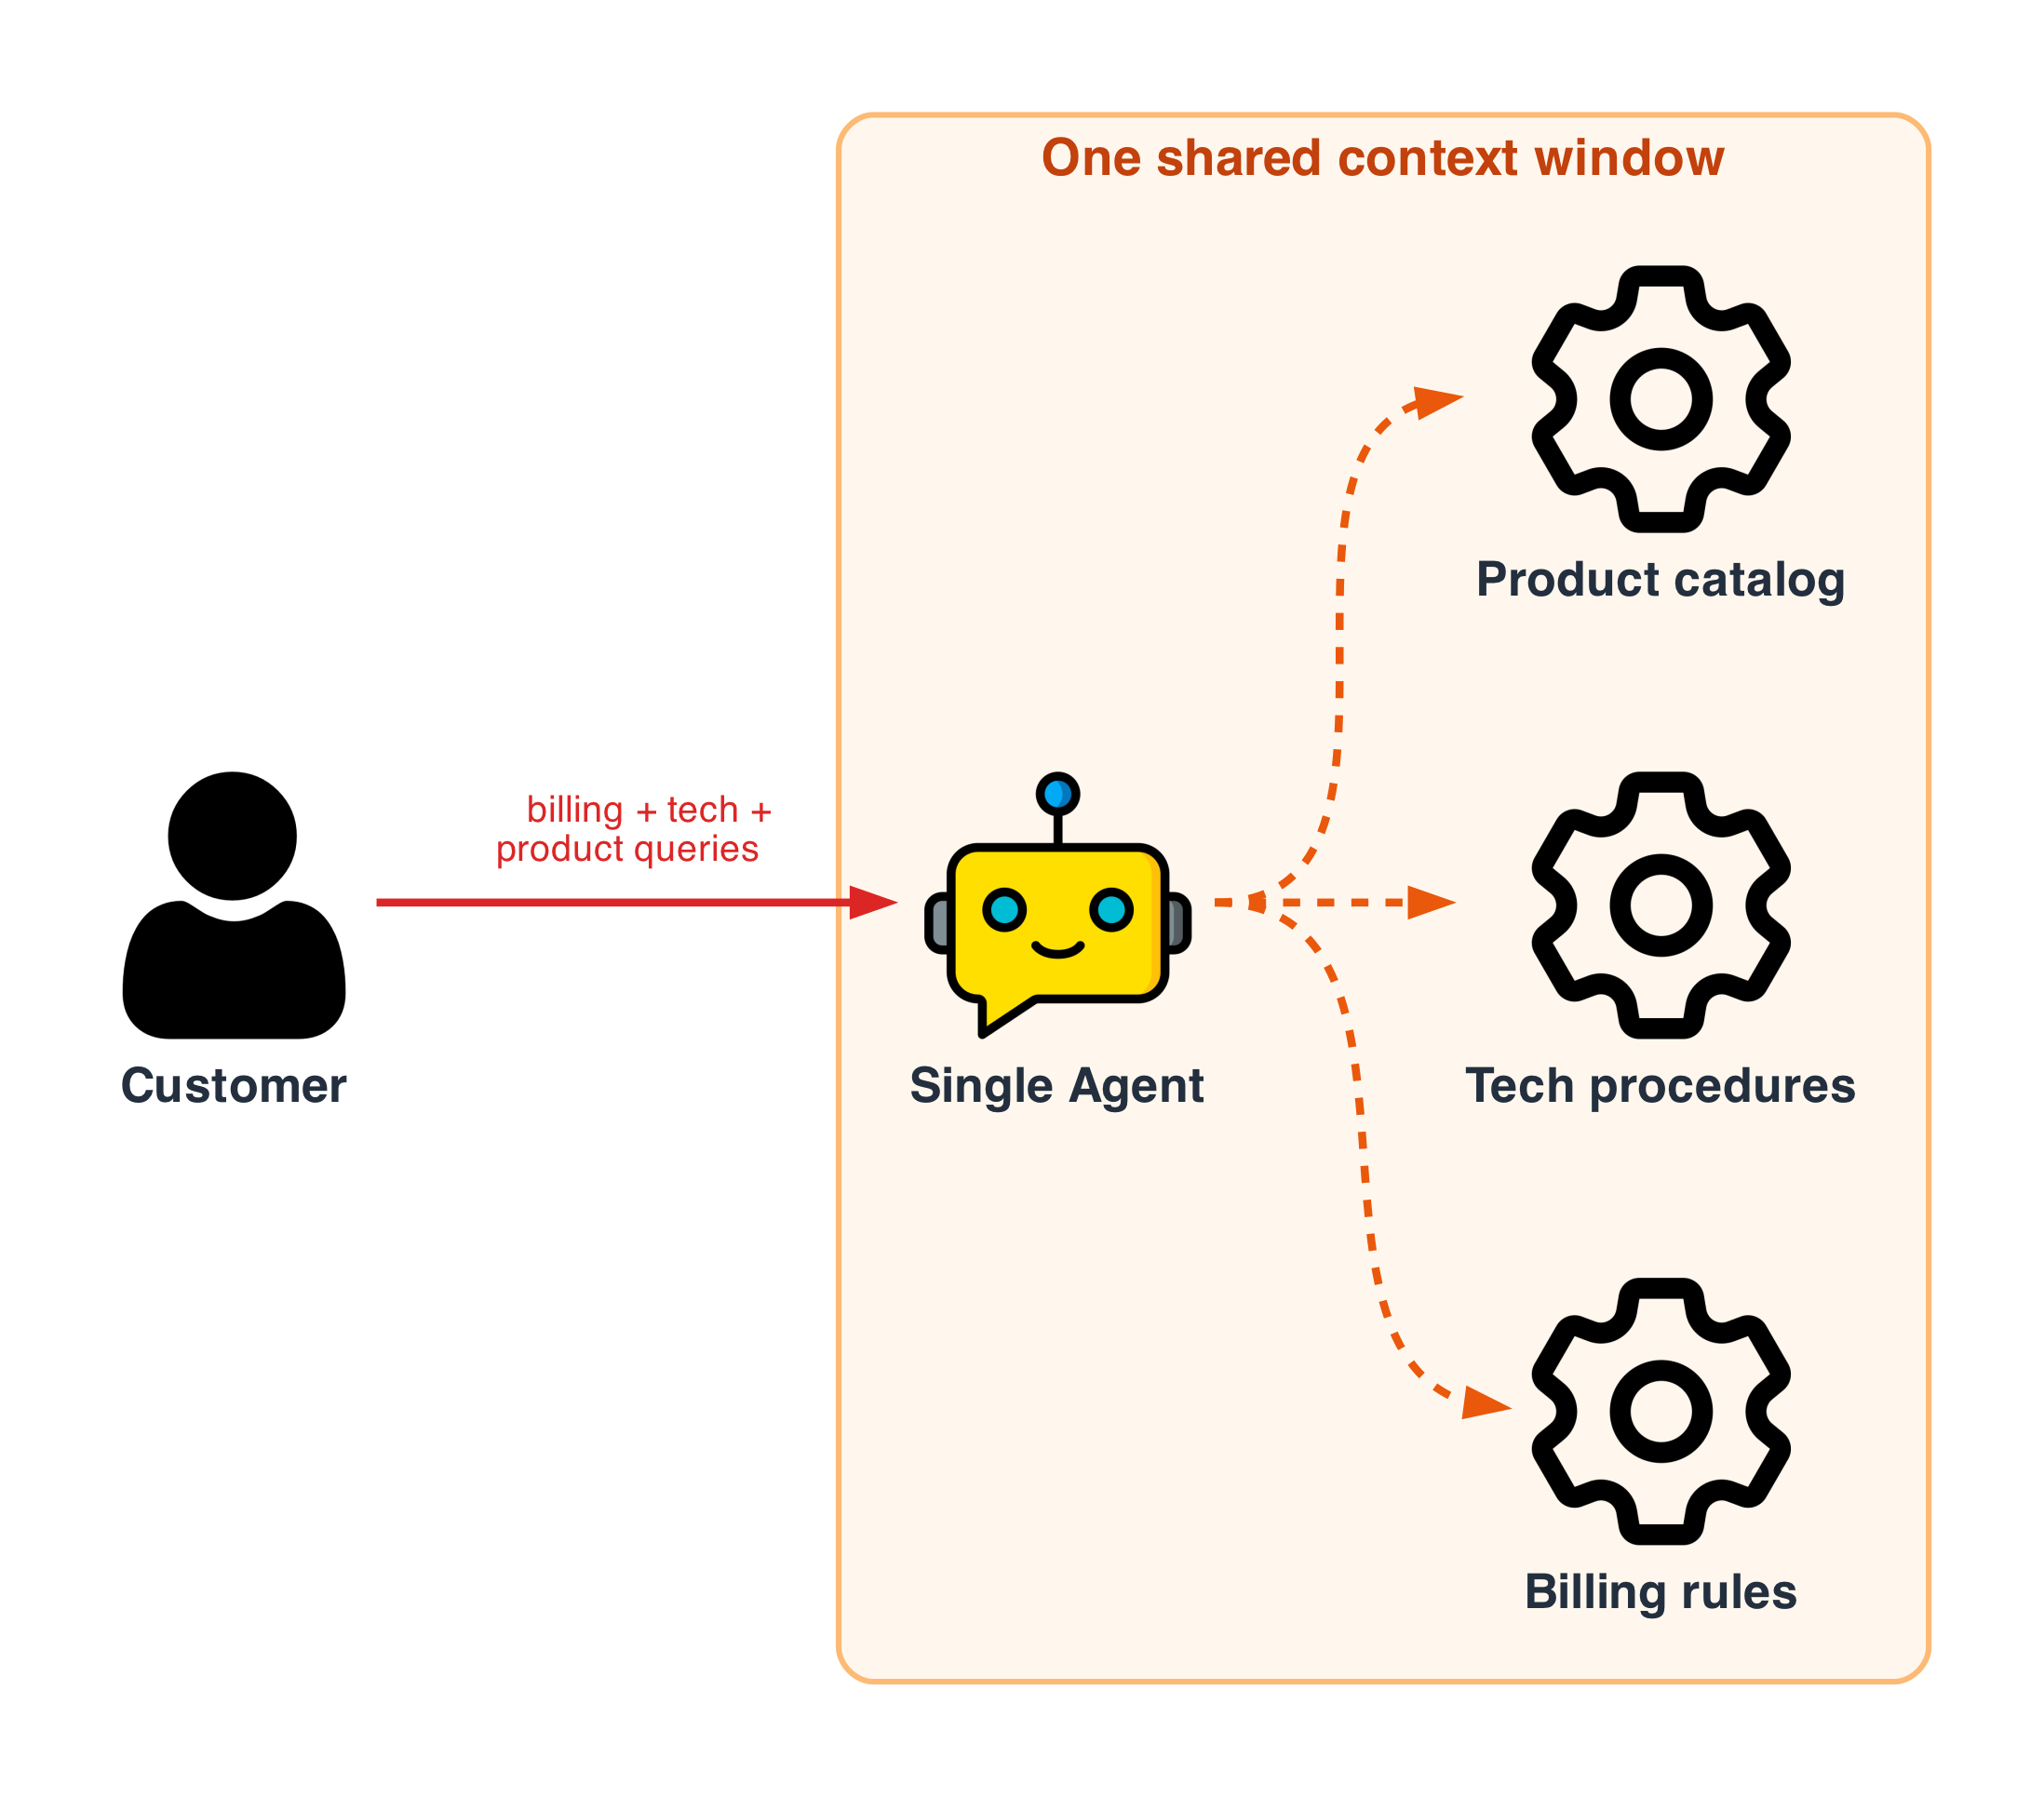 One shared context window
Product catalog
billing + tech +
product queries
Customer
Single Agent
Tech procedures
Billing rules